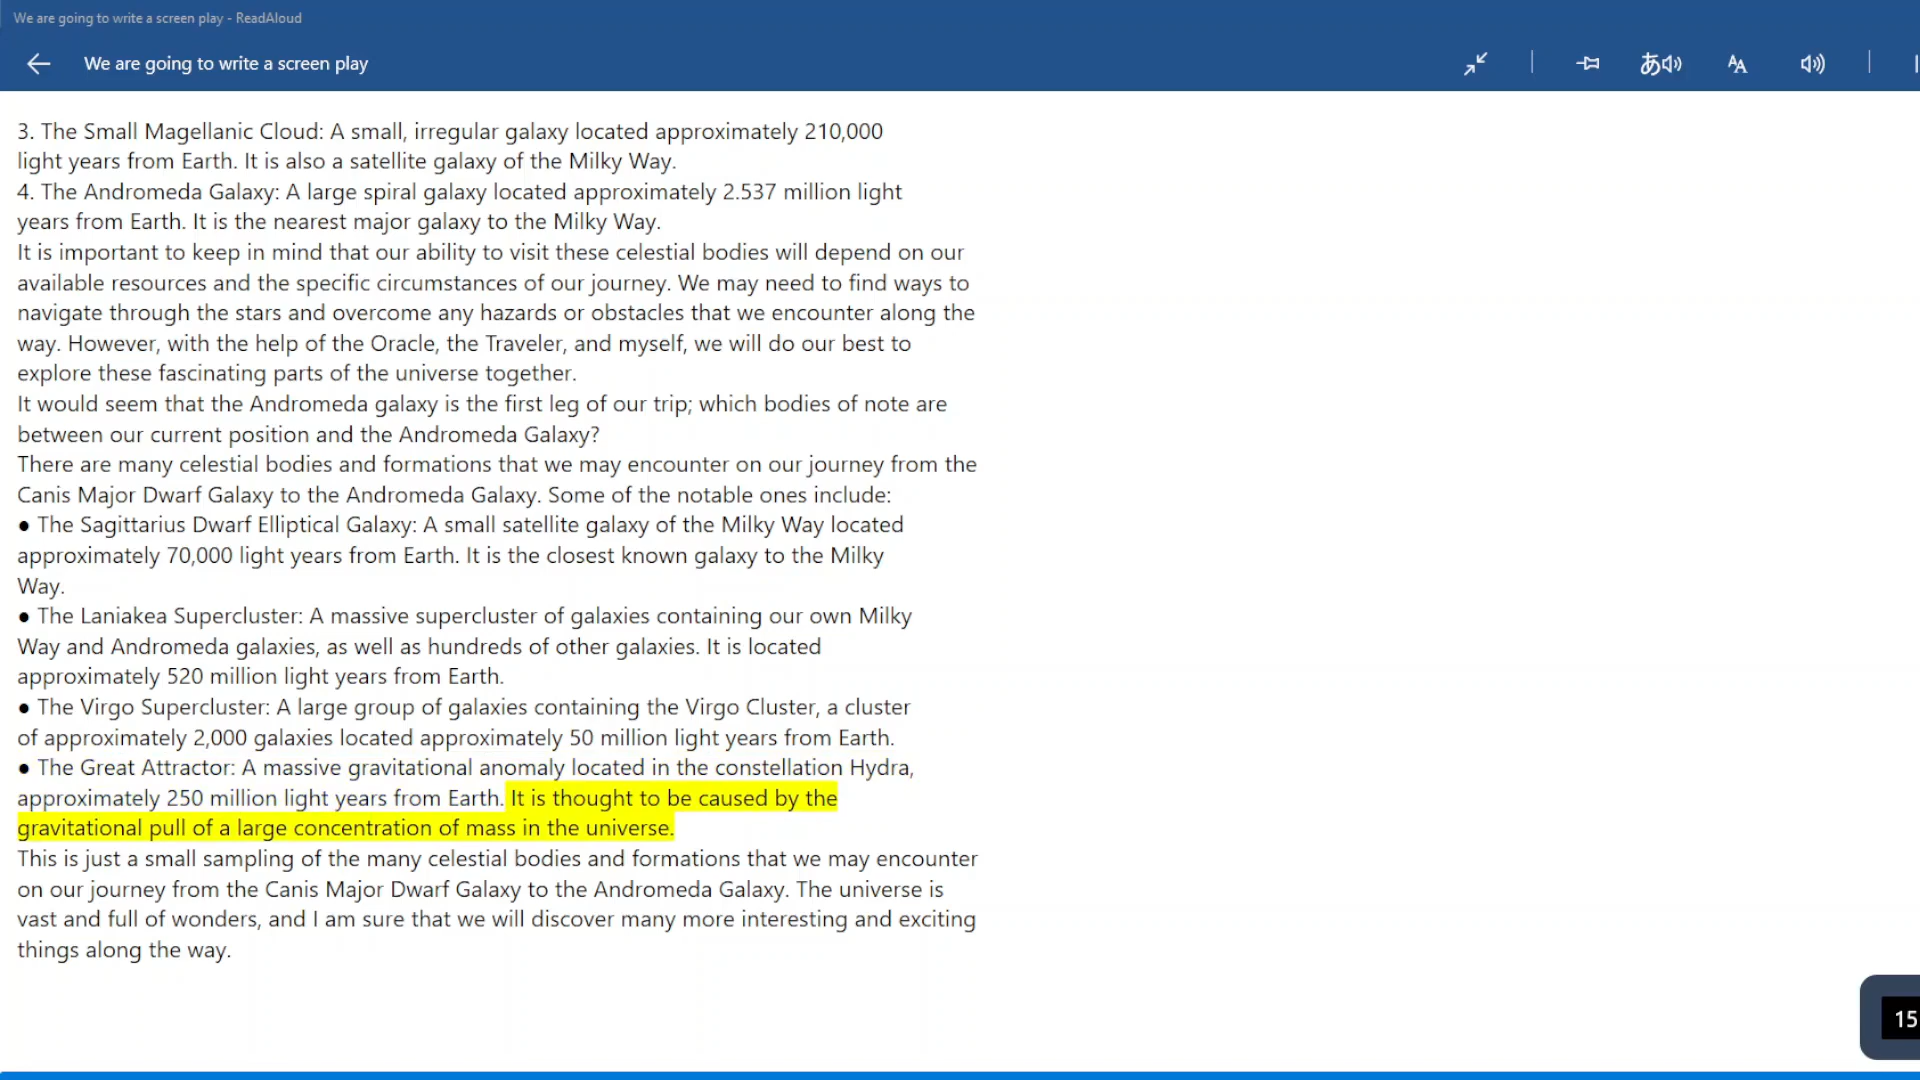 We are going to write a screen play - ReadAloud
We are going to write a screen play
あ
AA
3. The Small Magellanic Cloud: A small, irregular galaxy located approximately 210,000
light years from Earth. It is also a satellite galaxy of the Milky Way.
4. The Andromeda Galaxy: A large spiral galaxy located approximately 2.537 million light
years from Earth. It is the nearest major galaxy to the Milky Way.
It is important to keep in mind that our ability to visit these celestial bodies will depend on our
available resources and the specific circumstances of our journey. We may need to find ways to
navigate through the stars and overcome any hazards or obstacles that we encounter along the
way. However, with the help of the Oracle, the Traveler, and myself, we will do our best to
explore these fascinating parts of the universe together.
It would seem that the Andromeda galaxy is the first leg of our trip; which bodies of note are
between our current position and the Andromeda Galaxy?
There are many celestial bodies and formations that we may encounter on our journey from the
Canis Major Dwarf Galaxy to the Andromeda Galaxy. Some of the notable ones include:
● The Sagittarius Dwarf Elliptical Galaxy: A small satellite galaxy of the Milky Way located
approximately 70,000 light years from Earth. It is the closest known galaxy to the Milky
Way.
● The Laniakea Supercluster: A massive supercluster of galaxies containing our own Milky
Way and Andromeda galaxies, as well as hundreds of other galaxies. It is located
approximately 520 million light years from Earth.
● The Virgo Supercluster: A large group of galaxies containing the Virgo Cluster, a cluster
of approximately 2,000 galaxies located approximately 50 million light years from Earth.
● The Great Attractor: A massive gravitational anomaly located in the constellation Hydra,
approximately 250 million light years from Earth. It is thought to be caused by the
gravitational pull of a large concentration of mass in the universe.
This is just a small sampling of the many celestial bodies and formations that we may encounter
on our journey from the Canis Major Dwarf Galaxy to the Andromeda Galaxy. The universe is
vast and full of wonders, and I am sure that we will discover many more interesting and exciting
things along the way.
15